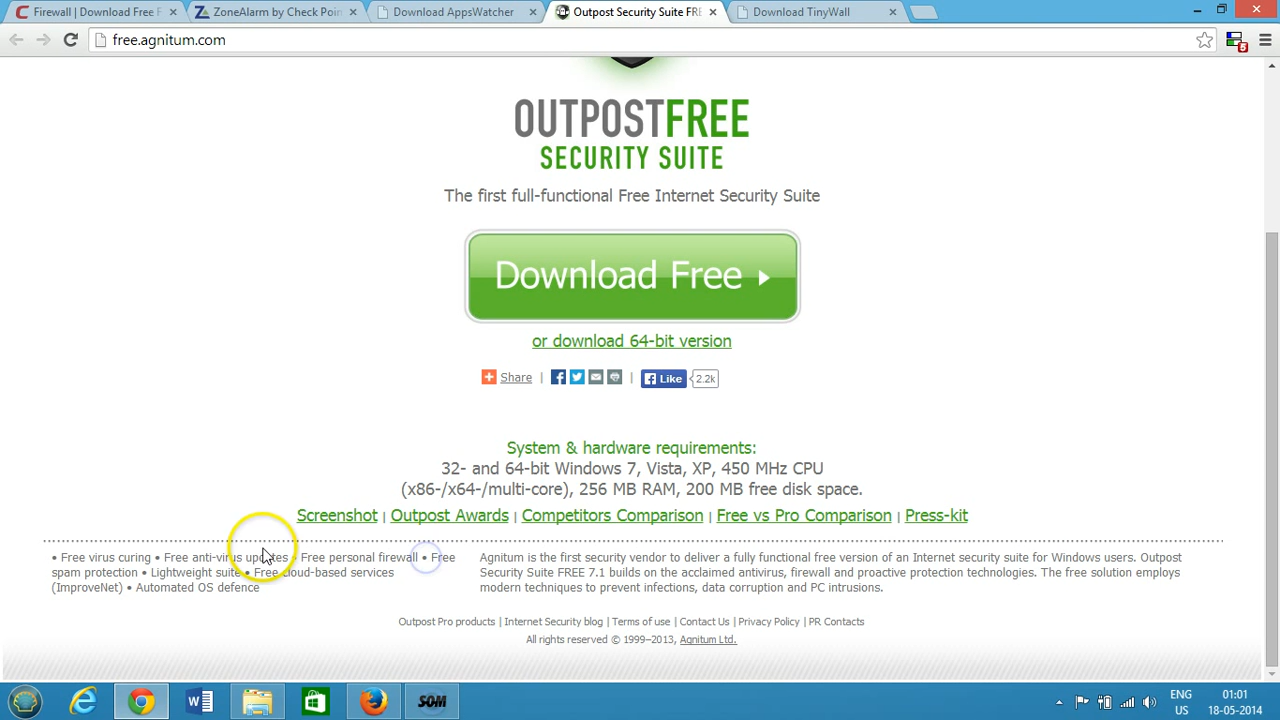 Firewall | Download Free F
ZoneAlarm by Check Poin
Download AppsWatcher
Outpost Security Suite FRE
Download TinyWall
free.agnitum.com
5
OUTPOSTFREE
SECURITY SUITE
The first full-functional Free Internet Security Suite
Download Free
or download 64-bit version
Share | | Like 2.2k
System & hardware requirements:
32- and 64-bit Windows 7, Vista, XP, 450 MHz CPU
(x86-/x64-/multi-core), 256 MB RAM, 200 MB free disk space.
Screenshot | Outpost Awards | Competitors Comparison | Free vs Pro Comparison | Press-kit
• Free virus curing • Free anti-virus updates • Free personal firewall • Free
spam protection • Lightweight suite • Free cloud-based services
(ImproveNet) • Automated OS defence
Agnitum is the first security vendor to deliver a fully functional free version of an Internet security suite for Windows users. Outpost
Security Suite FREE 7.1 builds on the acclaimed antivirus, firewall and proactive protection technologies. The free solution employs
modern techniques to prevent infections, data corruption and PC intrusions.
Outpost Pro products | Internet Security blog | Terms of use | Contact Us | Privacy Policy | PR Contacts
All rights reserved © 1999–2013, Agnitum Ltd.
SOM
ENG
US
01:01
18-05-2014